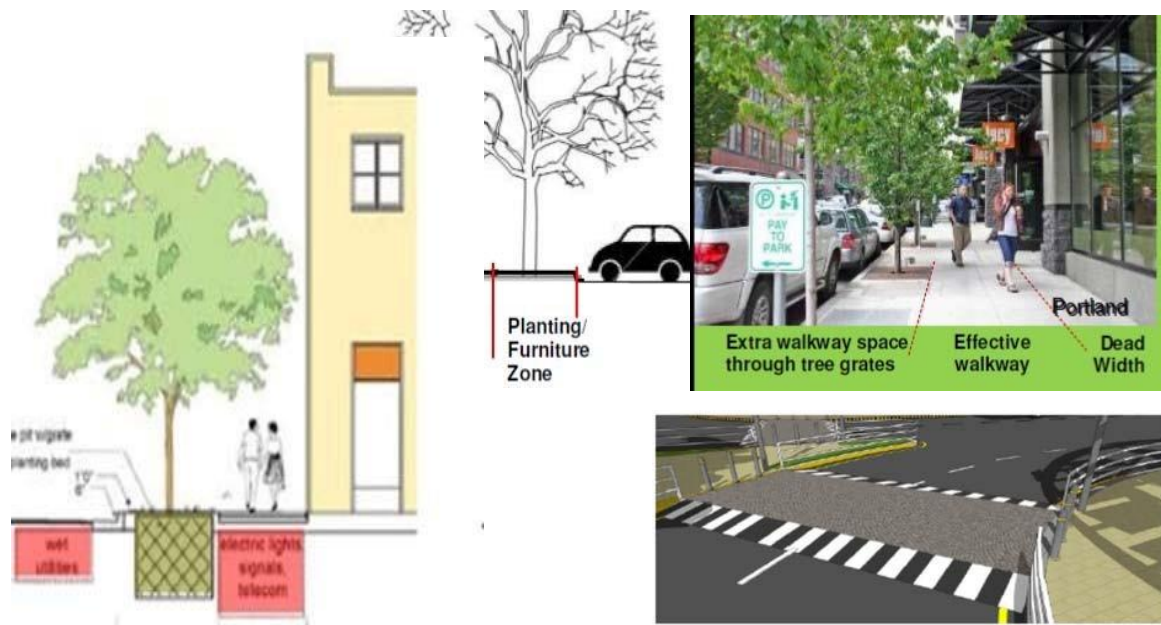 e pit w/grate
planting bed
1'0"
6"
wet
utilities
electric lights,
signals,
telecom
Planting/
Furniture
Zone
lucy
P
PAY
TO
PARK
Portland
Extra walkway space
through tree grates
Effective
walkway
Dead
Width